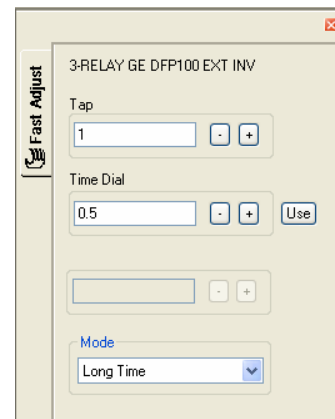 Fast Adjust
3-RELAY GE DFP100 EXT INV
Tap
1
- +
Time Dial
0.5
- + Use
- +
Mode
Long Time